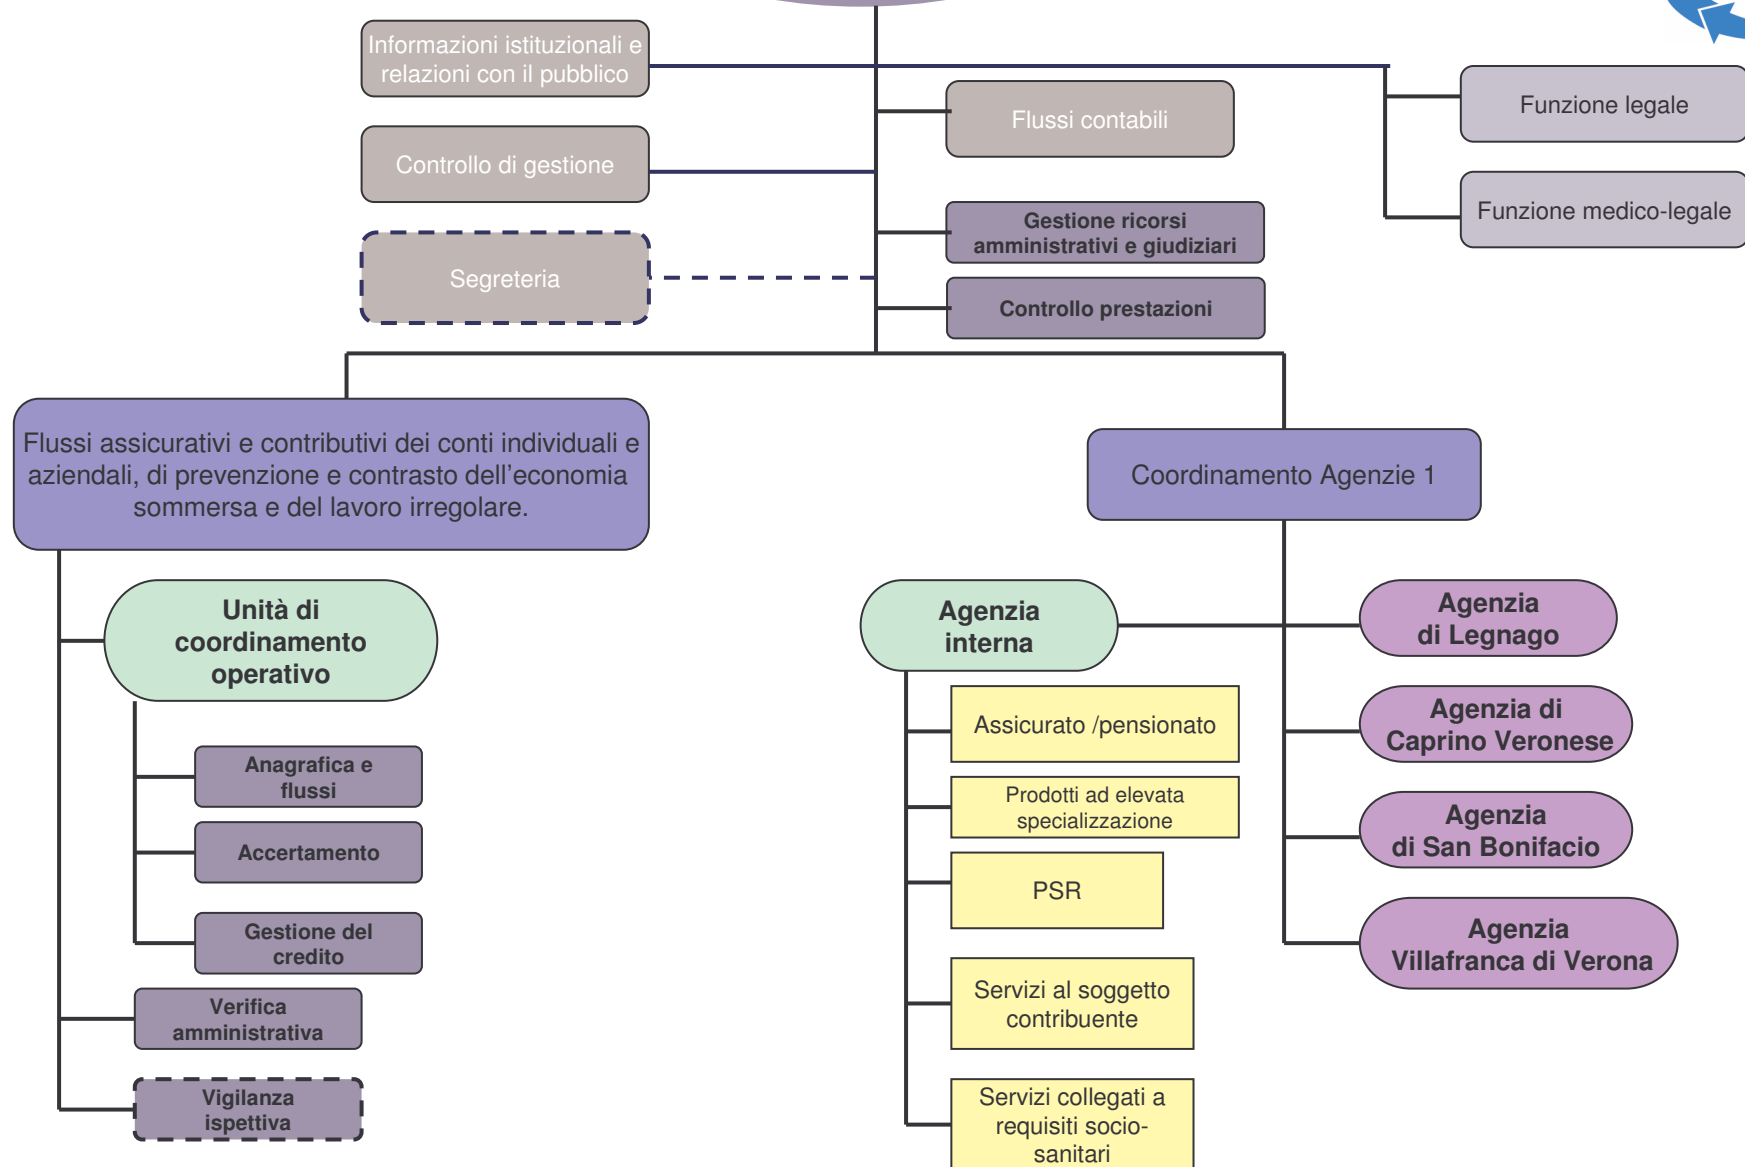 Informazioni istituzionali e
relazioni con il pubblico
Flussi contabili
Funzione legale
Controllo di gestione
Funzione medico-legale
Gestione ricorsi
amministrativi e giudiziari
Segreteria
Controllo prestazioni
Flussi assicurativi e contributivi dei conti individuali e
aziendali, di prevenzione e contrasto dell’economia
sommersa e del lavoro irregolare.
Coordinamento Agenzie 1
Unità di
coordinamento
operativo
Anagrafica e
flussi
Accertamento
Gestione del
credito
Verifica
amministrativa
Vigilanza
ispettiva
Agenzia
interna
Assicurato /pensionato
Prodotti ad elevata
specializzazione
PSR
Servizi al soggetto
contribuente
Servizi collegati a
requisiti socio-
sanitari
Agenzia
di Legnago
Agenzia di
Caprino Veronese
Agenzia
di San Bonifacio
Agenzia
Villafranca di Verona